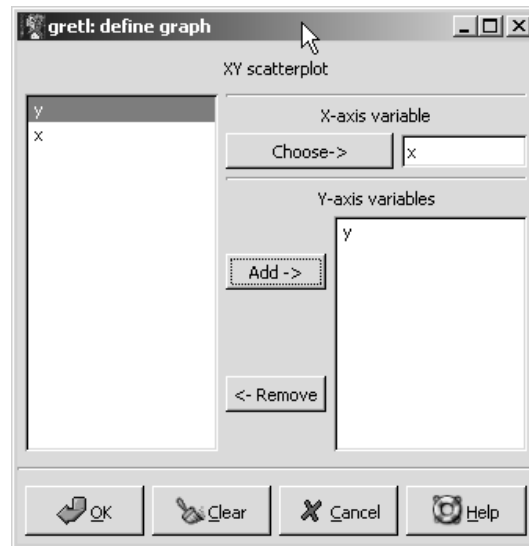 gretl: define graph
XY scatterplot
y
x
X-axis variable
Choose->
x
Y-axis variables
y
Add ->
<- Remove
OK
Clear
Cancel
Help